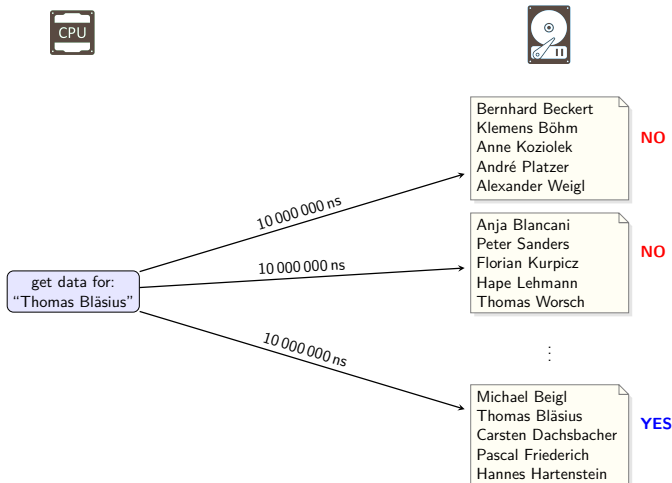 CPU
Bernhard Beckert
Klemens Böhm
Anne Koziolek
André Platzer
Alexander Weigl
NO
10 000 000 ns
Anja Blancani
Peter Sanders
Florian Kurpicz
Hape Lehmann
Thomas Worsch
NO
10 000 000 ns
get data for:
“Thomas Bläsius”
10 000 000 ns
⋮
Michael Beigl
Thomas Bläsius
Carsten Dachsbacher
Pascal Friederich
Hannes Hartenstein
YES